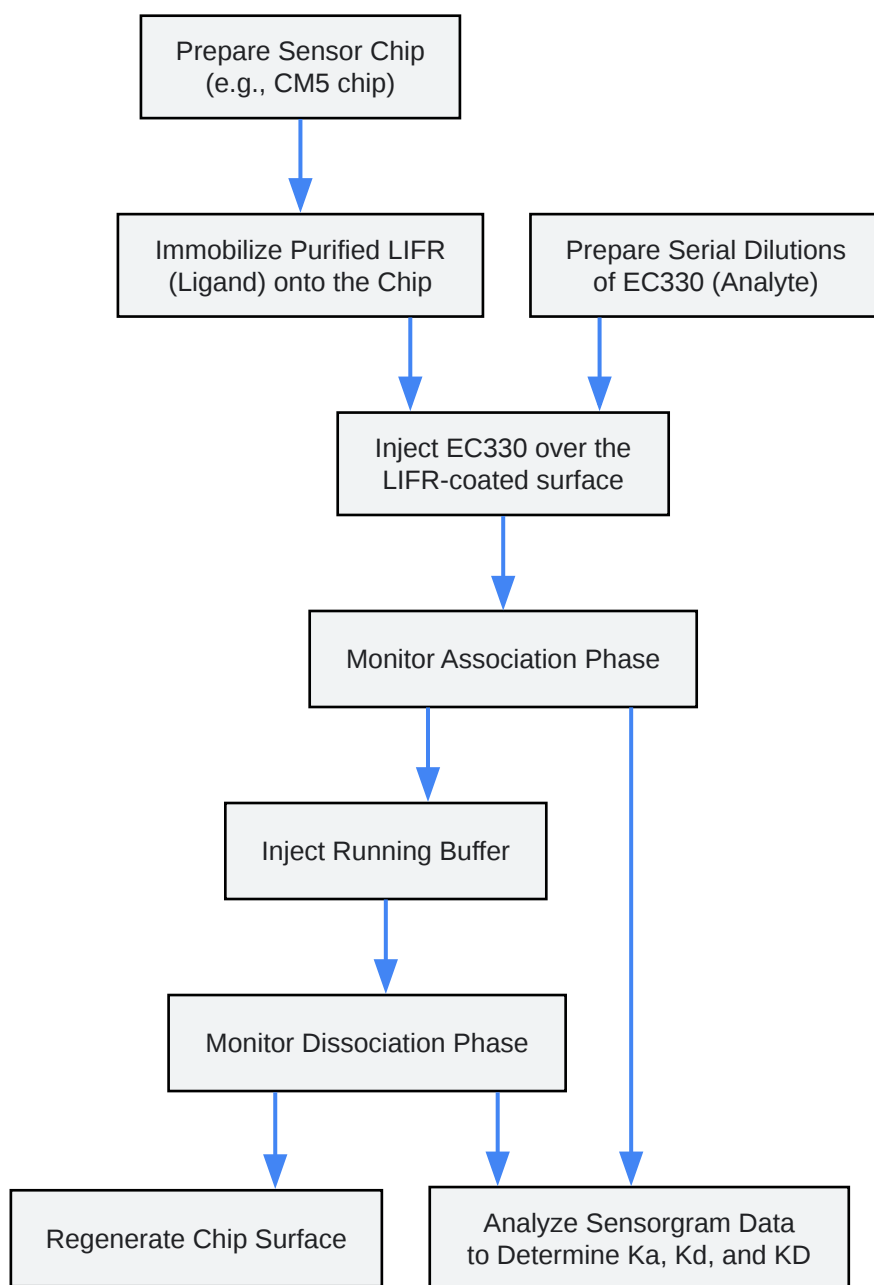 Prepare Sensor Chip
(e.g., CM5 chip)
Immobilize Purified LIFR
(Ligand) onto the Chip
Prepare Serial Dilutions
of EC330 (Analyte)
Inject EC330 over the
LIFR-coated surface
Monitor Association Phase
Inject Running Buffer
Monitor Dissociation Phase
Regenerate Chip Surface
Analyze Sensorgram Data
to Determine Ka, Kd, and KD